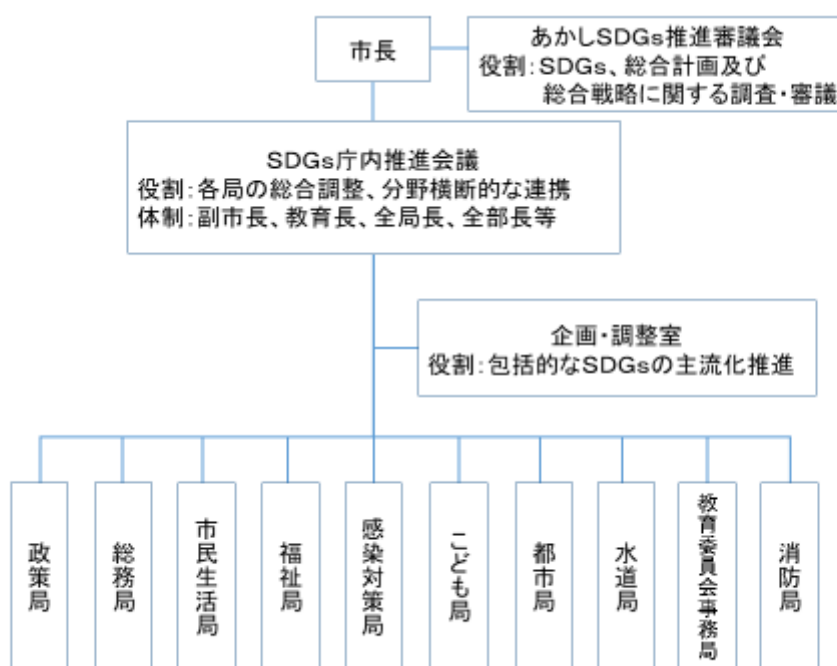 市長
あかしSDGs推進審議会
役割：SDGs、総合計画及び
総合戦略に関する調査・審議
SDGs庁内推進会議
役割：各局の総合調整、分野横断的な連携
体制：副市長、教育長、全局長、全部長等
企画・調整室
役割：包括的なSDGsの主流化推進
政策局
総務局
市民生活局
福祉局
感染対策局
こども局
都市局
水道局
教育委員会事務局
消防局